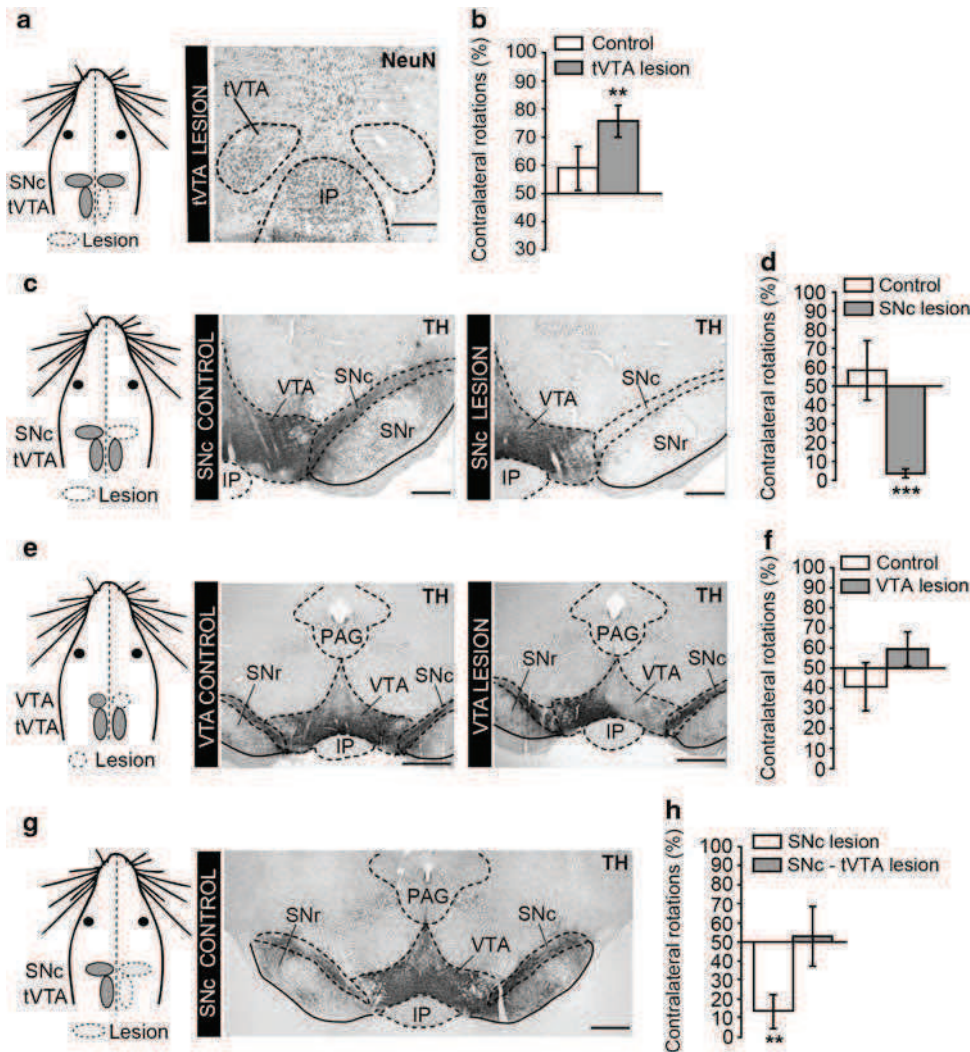 a
SNc
tVTA
Lesion
tVTA LESION
NeuN
tVTA
IP
b
Contralateral rotations (%)
100
90
80
70
60
50
40
30
Control
tVTA lesion
**
c
SNc
tVTA
Lesion
SNc CONTROL
TH
VTA
SNc
SNr
IP
SNc LESION
TH
VTA
SNc
SNr
IP
d
Contralateral rotations (%)
100
90
80
70
60
50
40
30
20
10
0
Control
SNc lesion
***
e
VTA
tVTA
Lesion
VTA CONTROL
TH
PAG
SNr
VTA
SNc
IP
VTA LESION
TH
PAG
SNr
VTA
SNc
IP
f
Contralateral rotations (%)
100
90
80
70
60
50
40
30
20
10
0
Control
VTA lesion
g
SNc
tVTA
Lesion
SNc CONTROL
TH
PAG
SNr
SNc
VTA
IP
h
Contralateral rotations (%)
100
90
80
70
60
50
40
30
20
10
0
SNc lesion
SNc - tVTA lesion
**